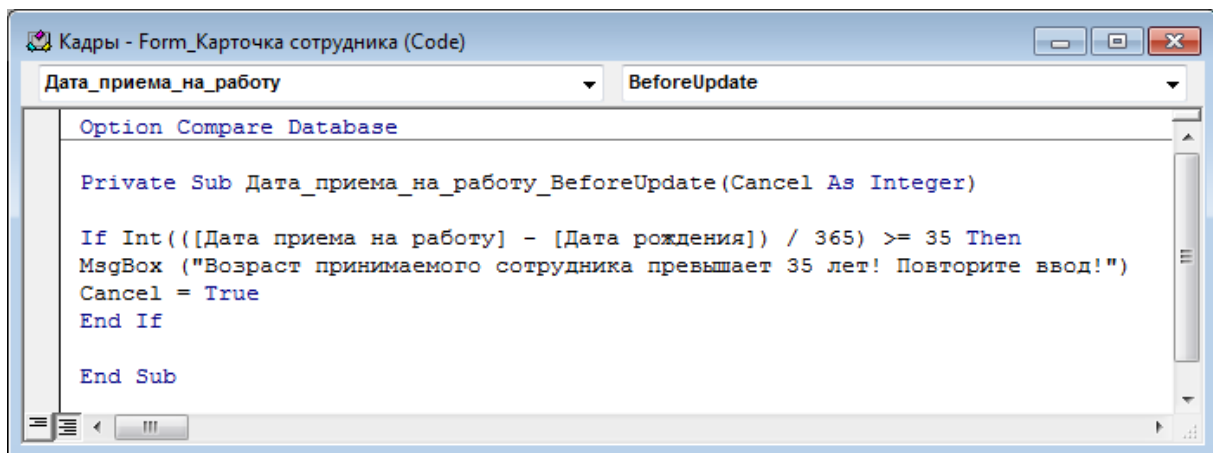 Кадры - Form_Карточка сотрудника (Code)
Дата_приема_на_работу BeforeUpdate
Option Compare Database
Private Sub Дата_приема_на_работу_BeforeUpdate(Cancel As Integer)
If Int(([Дата приема на работу] - [Дата рождения]) / 365) >= 35 Then
MsgBox ("Возраст принимаемого сотрудника превышает 35 лет! Повторите ввод!")
Cancel = True
End If
End Sub